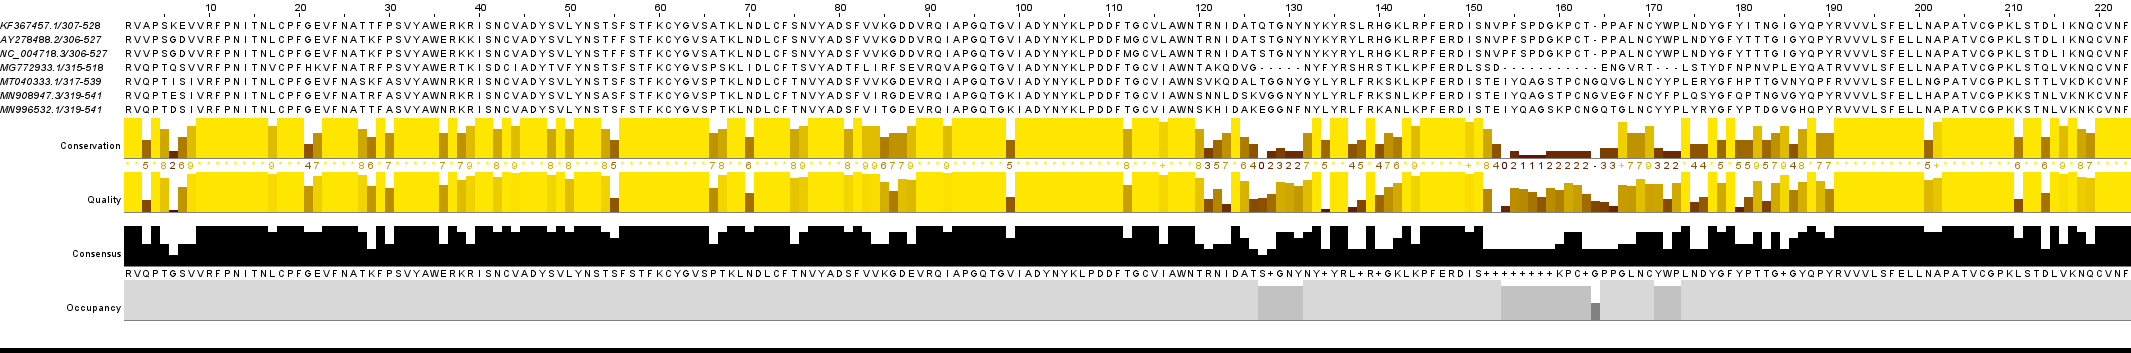 10 20 30 40 50 60 70 80 90 100 110 120 130 140 150 160 170 180 190 200 210 220
KF367457.1/307-528 RVAPSKEVVRFPNITNLCPFGEVFNATTFPSVYAWERKRISNCVADYSVLYNSTSFSTFKCYGVSATKLNDLCFSNVYADSFVVKGDDVRQIAPGQTGVIADYNYKLPDDFMGCVLAWNTRNIDATSTGNYNYKYRSLRHGKLRPFERDISNVPFSPDGKPCT-PPAFNCYWPLNDYGFYITNGIGYQPYRVVVLSFELLNAPATVCGPKLSTDLIKNQCVNF
AY278488.2/306-527 RVVPSGDVVRFPNITNLCPFGEVFNATKFPSVYAWERKKISNCVADYSVLYNSTFFSTFKCYGVSATKLNDLCFSNVYADSFVVKGDDVRQIAPGQTGVIADYNYKLPDDFMGCVLAWNTRNIDATSTGNYNYKYRYLRHGKLRPFERDISNVPFSPDGKPCT-PPALNCYWPLNDYGFYTTTGIGYQPYRVVVLSFELLNAPATVCGPKLSTDLIKNQCVNF
NC_004718.3/306-527 RVVPSGDVVRFPNITNLCPFGEVFNATKFPSVYAWERKKISNCVADYSVLYNSTFFSTFKCYGVSATKLNDLCFSNVYADSFVVKGDDVRQIAPGQTGVIADYNYKLPDDFMGCVLAWNTRNIDATSTGNYNYKYRYLRHGKLRPFERDISNVPFSPDGKPCT-PPALNCYWPLNDYGFYTTTGIGYQPYRVVVLSFELLNAPATVCGPKLSTDLIKNQCVNF
MG772933.1/315-518 RVQPTQSVVRFPNITNVCPFHKVFNATRFPSVYAWERTKISDCIADYTVFYNSTSFSTFKCYGVSPSKLIDLCFTSVYADTFLIRFSEVRQVAPGQTGVIADYNYKLPDDFTGCVIAWNTAKQDVG-----NYFYRSHRSTKLKPFERDLSSD----------ENGVRT---LSTYDFNPNVPLEYQATRVVVLSFELLNAPATVCGPKLSTQLVKNQCVNF
MT040333.1/317-539 RVQPTISIVRFPNITNLCPFGEVFNASKFASVYAWNRKRISNCVADYSVLYNSTSFSTFKCYGVSPTKLNDLCFTNVYADSFVVKGDEVRQIAPGQTGVIADYNYKLPDDFTGCVIAWNSVKQDALTGGNYGYLYRLFRKSKLKPFERDISTEIYQAGSTPCNGQVGLNCYYPLERYGFHPTTGVNYQPFRVVVLSFELLNGPATVCGPKLSTTLVKDKCVNF
MN908947.3/319-541 RVQPTESIVRFPNITNLCPFGEVFNATRFASVYAWNRKRISNCVADYSVLYNSASFSTFKCYGVSPTKLNDLCFTNVYADSFVIRGDEVRQIAPGQTGKIADYNYKLPDDFTGCVIAWNSNNLDSKVGGNYNYLYRLFRKSNLKPFERDISTEIYQAGSTPCNGVEGFNCYFPLQSYGFQPTNGVGYQPYRVVVLSFELLHAPATVCGPKKSTNLVKNKCVNF
MN996532.1/319-541 RVQPTDSIVRFPNITNLCPFGEVFNATTFASVYAWNRKRISNCVADYSVLYNSTSFSTFKCYGVSPTKLNDLCFTNVYADSFVITGDEVRQIAPGQTGKIADYNYKLPDDFTGCVIAWNSKHIDAKEGGNFNYLYRLFRKANLKPFERDISTEIYQAGSKPCNGQTGLNCYYPLYRYGFYPTDGVGHQPYRVVVLSFELLNAPATVCGPKKSTNLVKNKCVNF
Conservation
Quality
Consensus
RVQPTGSVVRFPNITNLCPFGEVFNATKFPSVYAWERKKISNCVADYSVLYNSTSFSTFKCYGVSPTKLNDLCFTNVYADSFVVKGDEVRQIAPGQTGVIADYNYKLPDDFTGCVIAWNTRNIDATS+GNYNY+YRL+R+GKLKPFERDIS++++++++KPC+GPPGLNCYWPLNDYGFYPTTG+GYQPYRVVVLSFELLNAPATVCGPKLSTDLVKNQCVNF
Occupancy